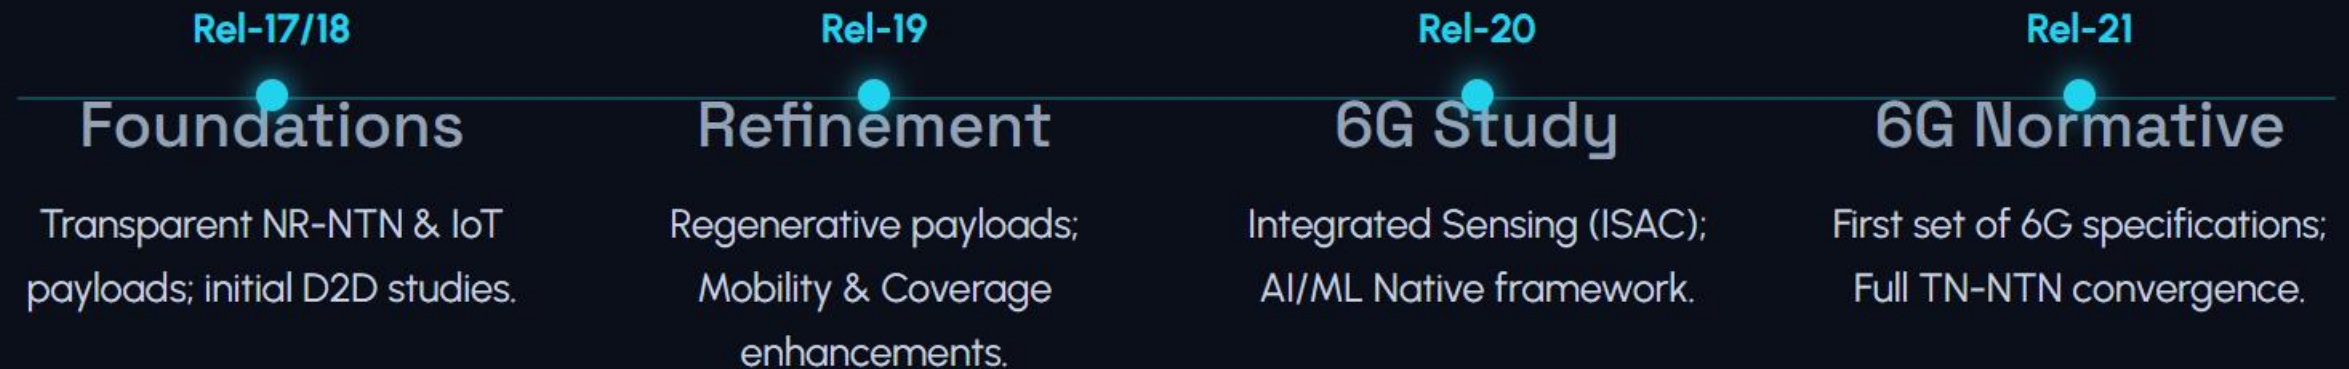 Rel-17/18
Foundations
Transparent NR-NTN & IoT
payloads; initial D2D studies.
Rel-19
Refinement
Regenerative payloads;
Mobility & Coverage
enhancements.
Rel-20
6G Study
Integrated Sensing (ISAC);
AI/ML Native framework.
Rel-21
6G Normative
First set of 6G specifications;
Full TN-NTN convergence.